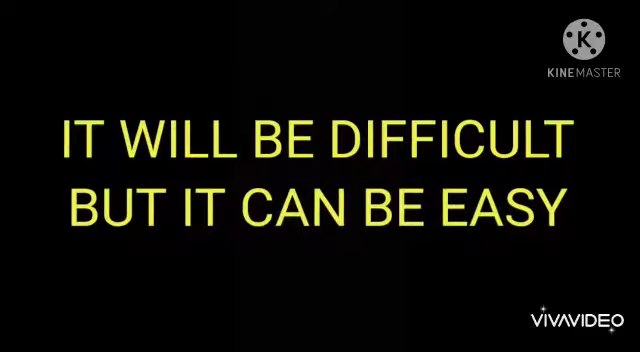 KINEMASTER
IT WILL BE DIFFICULT
BUT IT CAN BE EASY
VIVAVIDEO